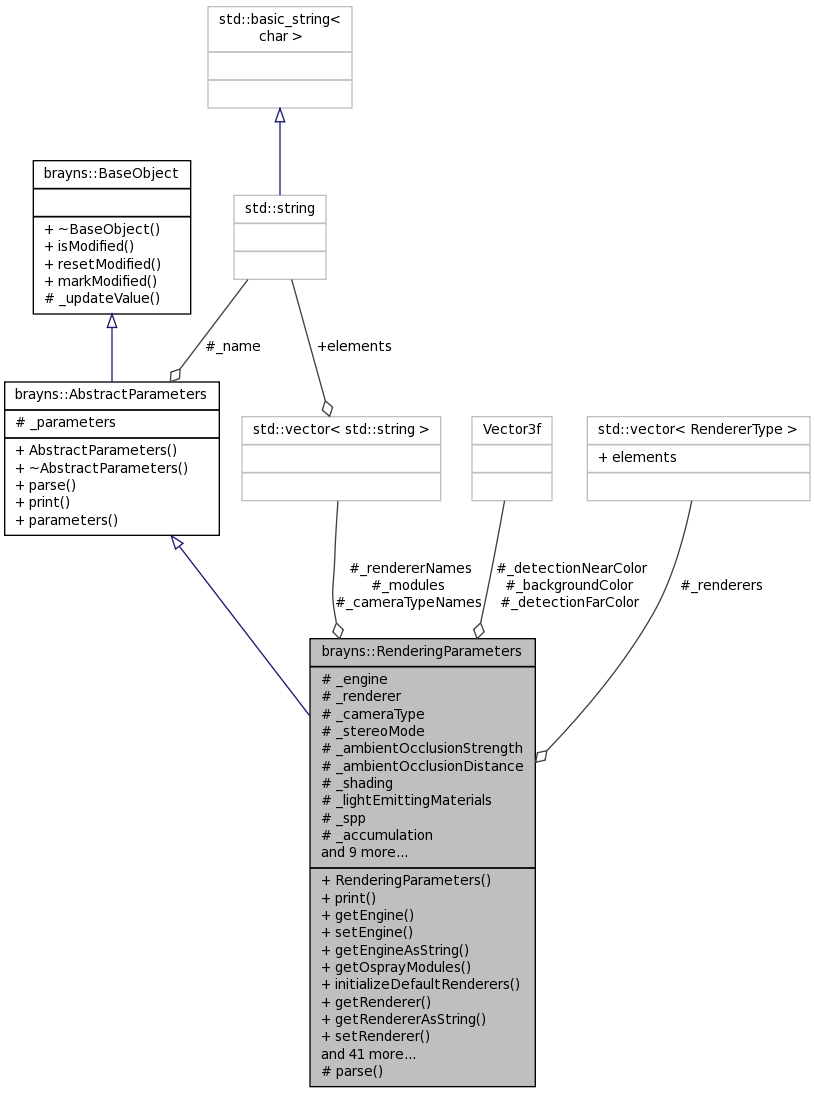 std::basic_string<
char >
brayns::BaseObject
+ ~BaseObject()
+ isModified()
+ resetModified()
+ markModified()
# _updateValue()
std::string
#_name
+elements
brayns::AbstractParameters
# _parameters
+ AbstractParameters()
+ ~AbstractParameters()
+ parse()
+ print()
+ parameters()
std::vector< std::string >
Vector3f
std::vector< RendererType >
+ elements
#_rendererNames
#_modules
#_cameraTypeNames
#_detectionNearColor
#_backgroundColor
#_detectionFarColor
#_renderers
brayns::RenderingParameters
# _engine
# _renderer
# _cameraType
# _stereoMode
# _ambientOcclusionStrength
# _ambientOcclusionDistance
# _shading
# _lightEmittingMaterials
# _spp
# _accumulation
and 9 more...
+ RenderingParameters()
+ print()
+ getEngine()
+ setEngine()
+ getEngineAsString()
+ getOsprayModules()
+ initializeDefaultRenderers()
+ getRenderer()
+ getRendererAsString()
+ setRenderer()
and 41 more...
# parse()